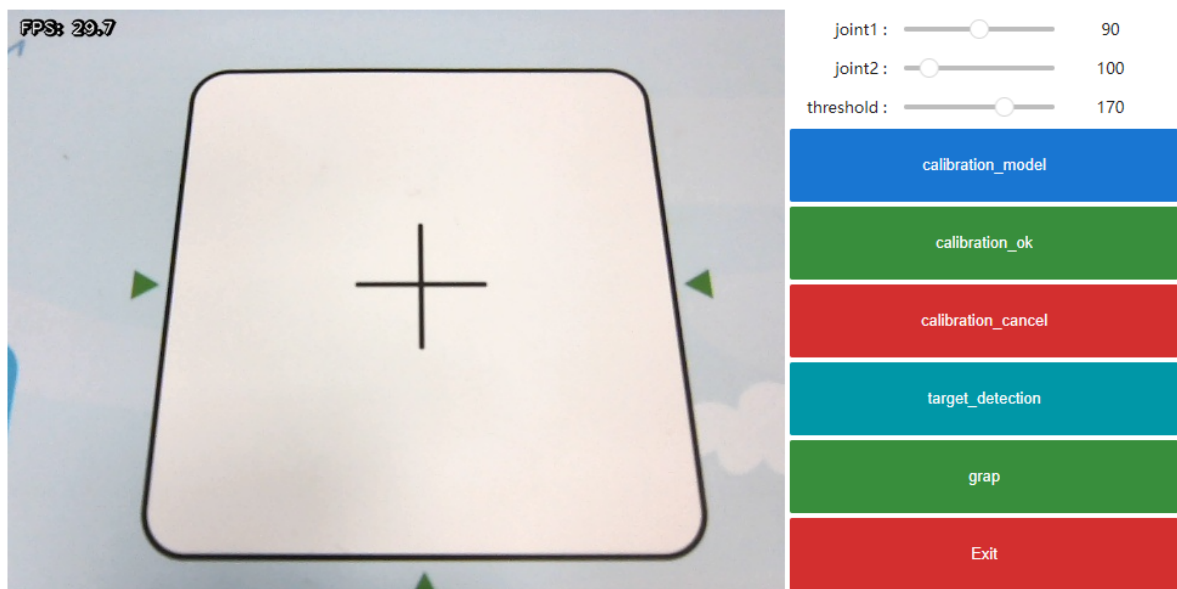 FPS: 29.7
joint1 : 90
joint2 : 100
threshold : 170
calibration_model
calibration_ok
calibration_cancel
target_detection
grap
Exit